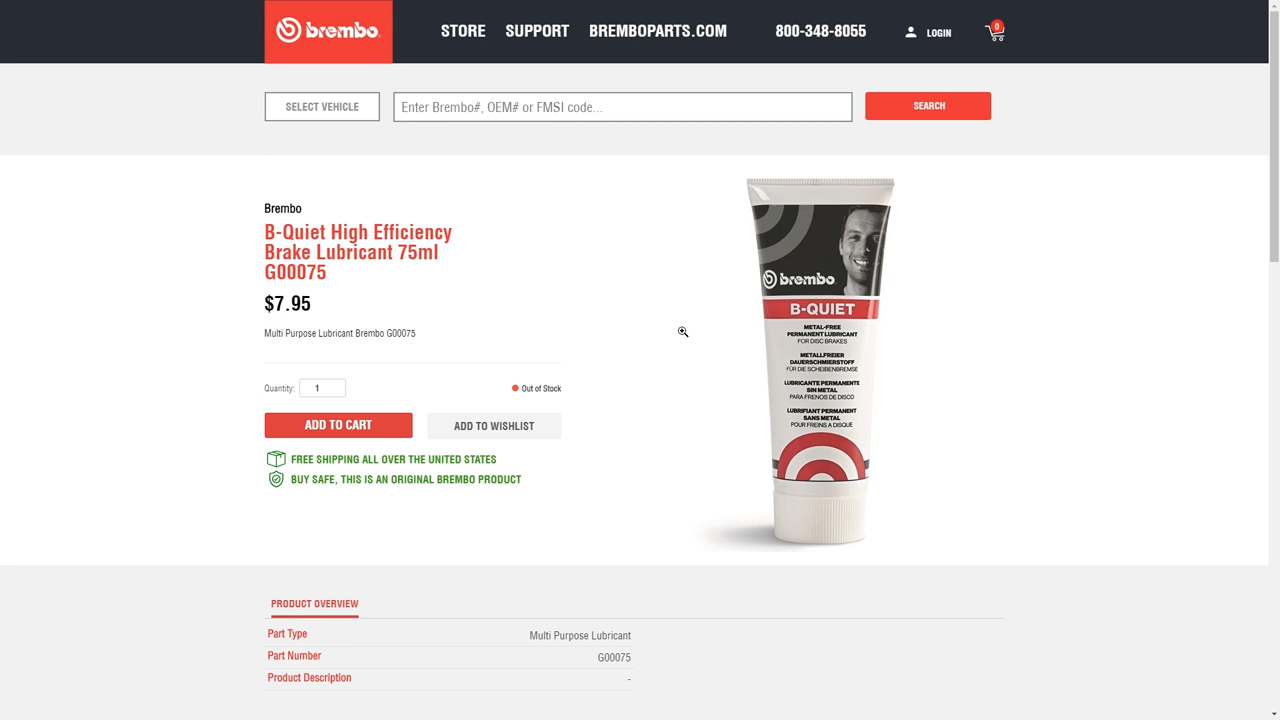 brembo
STORE
SUPPORT
BREMBOPARTS.COM
800-348-8055
LOGIN
0
SELECT VEHICLE
Enter Brembo#, OEM# or FMSI code...
SEARCH
Brembo
B-Quiet High Efficiency
Brake Lubricant 75ml
G00075
$7.95
Multi Purpose Lubricant Brembo G00075
Quantity:
1
Out of Stock
ADD TO CART
ADD TO WISHLIST
FREE SHIPPING ALL OVER THE UNITED STATES
BUY SAFE, THIS IS AN ORIGINAL BREMBO PRODUCT
brembo
B-QUIET
METAL-FREE
PERMANENT LUBRICANT
FOR DISC BRAKES
METALLFREIER
DAUERSCHMIERSTOFF
FÜR DIE SCHEIBENBREMSE
LUBRICANTE PERMANENTE
SIN METAL
PARA FRENOS DE DISCO
LUBRIFIANT PERMANENT
SANS METAL
POUR FREINS A DISQUE
PRODUCT OVERVIEW
Part Type
Multi Purpose Lubricant
Part Number
G00075
Product Description
-